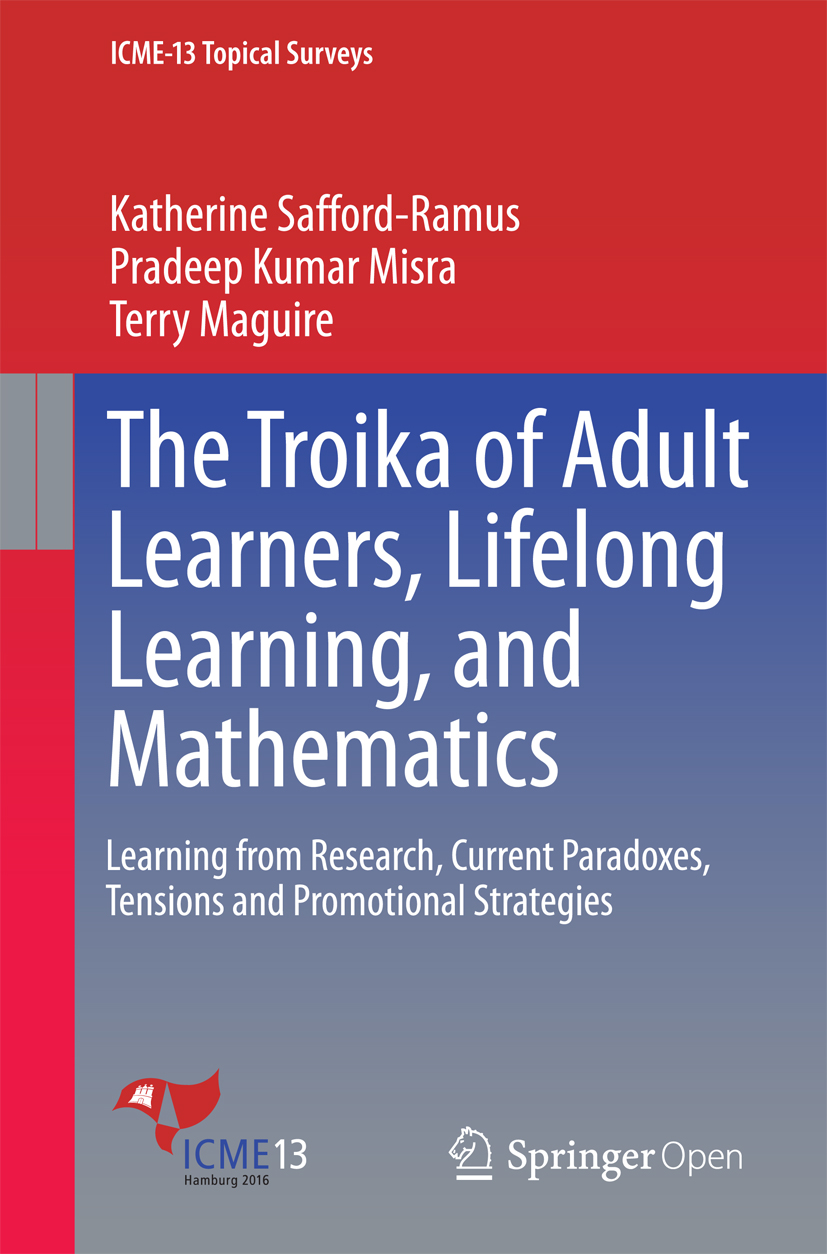 ICME-13 Topical Surveys
Katherine Safford-Ramus
Pradeep Kumar Misra
Terry Maguire
The Troika of Adult
Learners, Lifelong
Learning, and
Mathematics
Learning from Research, Current Paradoxes,
Tensions and Promotional Strategies
ICME13
Hamburg 2016
Springer Open